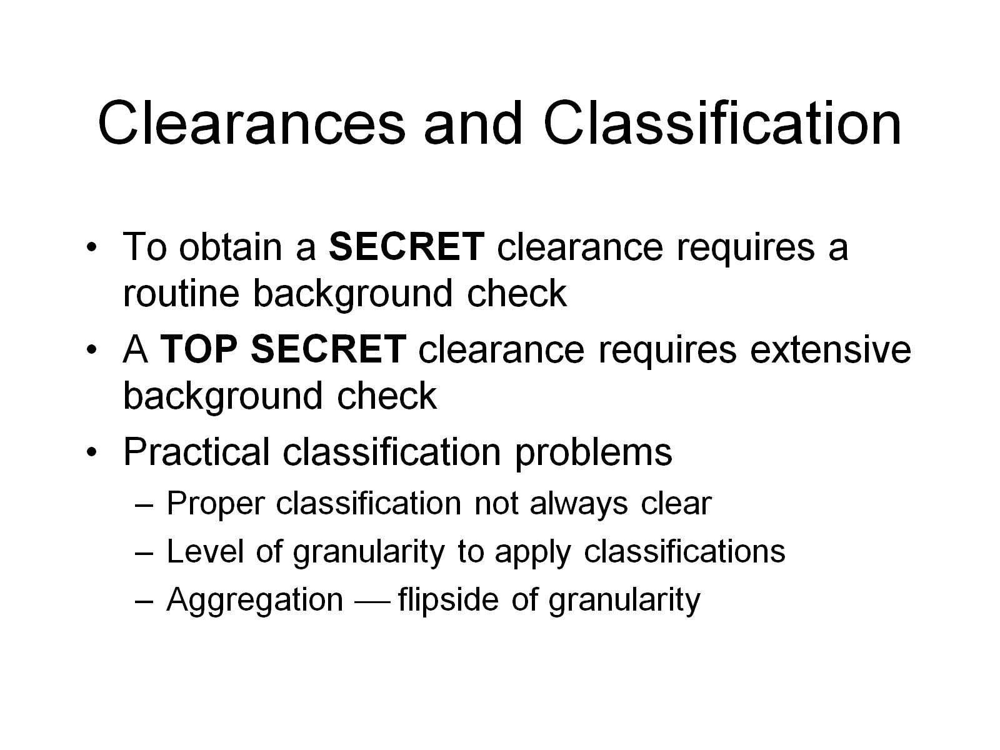 Clearances and Classification
• To obtain a SECRET clearance requires a
routine background check
• A TOP SECRET clearance requires extensive
background check
• Practical classification problems
– Proper classification not always clear
– Level of granularity to apply classifications
– Aggregation — flipside of granularity